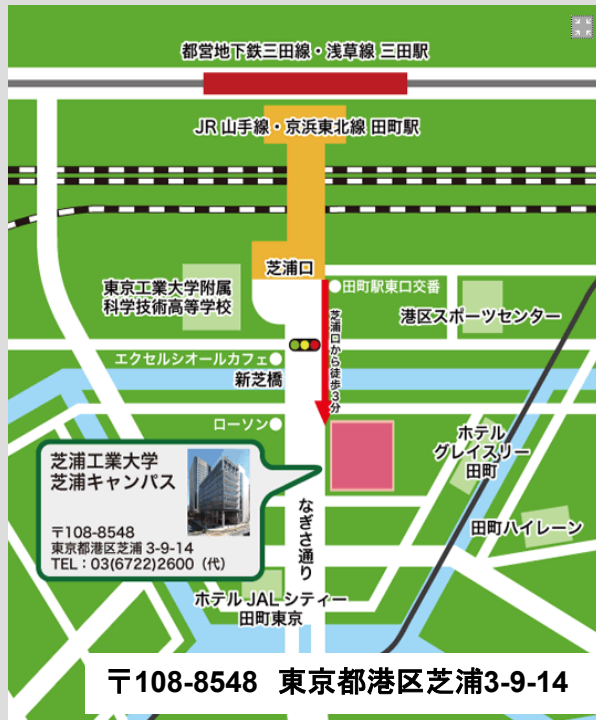 都営地下鉄三田線・浅草線 三田駅
JR 山手線・京浜東北線 田町駅
芝浦口
田町駅東口交番
東京工業大学附属
科学技術高等学校
港区スポーツセンター
芝浦口から徒歩3分
エクセルシオールカフェ
新芝橋
ローソン
ホテル
グレイスリー
田町
芝浦工業大学
芝浦キャンパス
〒108-8548
東京都港区芝浦 3-9-14
TEL：03(6722)2600（代）
なぎさ通り
田町ハイレーン
ホテル JAL シティー
田町東京
〒108-8548 東京都港区芝浦3-9-14